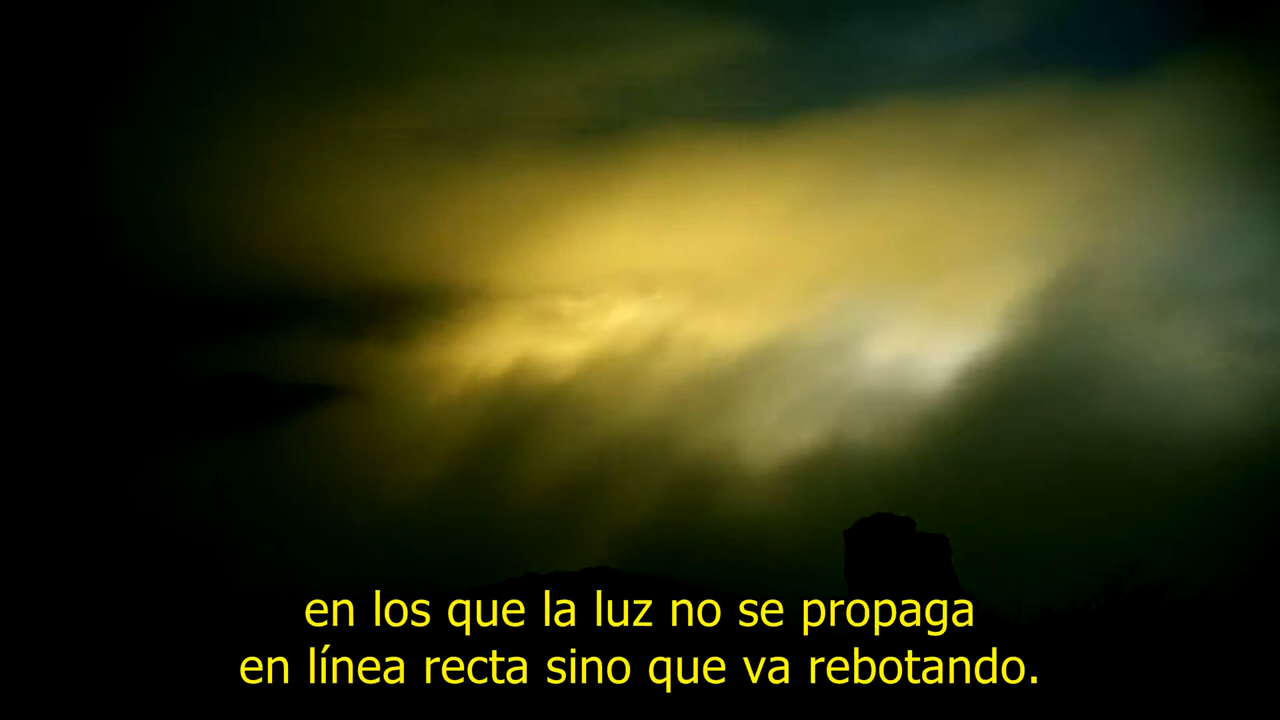 en los que la luz no se propaga
en línea recta sino que va rebotando.